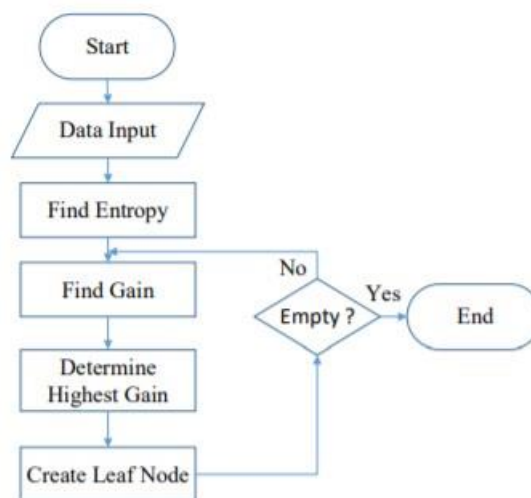 Start
Data Input
Find Entropy
Find Gain
Determine
Highest Gain
Create Leaf Node
No
Empty ?
Yes
End